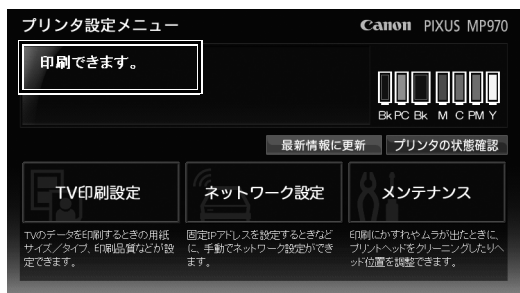 プリンタ設定メニュー
Canon PIXUS MP970
印刷できます。
Bk PC Bk M C PM Y
最新情報に更新 プリンタの状態確認
TV印刷設定
ネットワーク設定
メンテナンス
TVのデータを印刷するときの用紙
サイズ／タイプ、印刷品質などが設
定できます。
固定IPアドレスを設定するときなど
に、手動でネットワーク設定ができ
ます。
印刷にかすれやムラが出たときに、
プリントヘッドをクリーニングしたりヘ
ッド位置を調整できます。